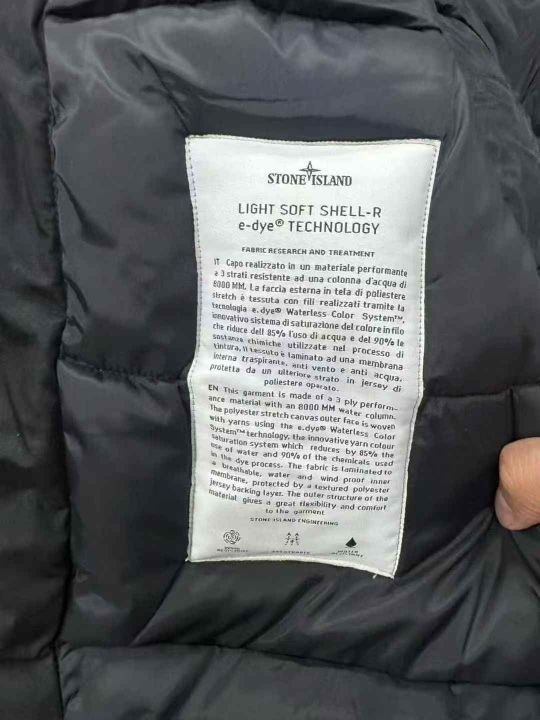 STONE ISLAND
LIGHT SOFT SHELL-R
e-dye® TECHNOLOGY
FABRIC RESEARCH AND TREATMENT
IT Capo realizzato in un materiale performante
a 3 strati resistente ad una colonna d'acqua di
8000 MM. La faccia esterna in tela di poliestere
stretch è tessuta con fili realizzati tramite la
tecnologia e.dye® Waterless Color System™,
innovativo sistema di saturazione del colore in filo
che riduce dell 85% l'uso di acqua e del 90% le
sostanze chimiche utilizzate nel processo di
tintura, Il tessuto è laminato ad una membrana
interna traspirante, anti vento e anti acqua,
protetta da un ulteriore strato in jersey di
poliestere operato.
EN This garment is made of a 3 ply perform-
ance material with an 8000 MM water column.
The polyester stretch canvas outer face is woven
with yarns using the e.dye® Waterless Color
System™ technology, the innovative yarn colour
saturation system which reduces by 85% the
use of water and 90% of the chemicals used
in the dye process. The fabric is laminated to
a breathable, water and wind proof inner
membrane, protected by a textured polyester
jersey backing layer. The outer structure of the
material gives a great flexibility and comfort
to the garment.
STONE ISLAND ENGINEERING